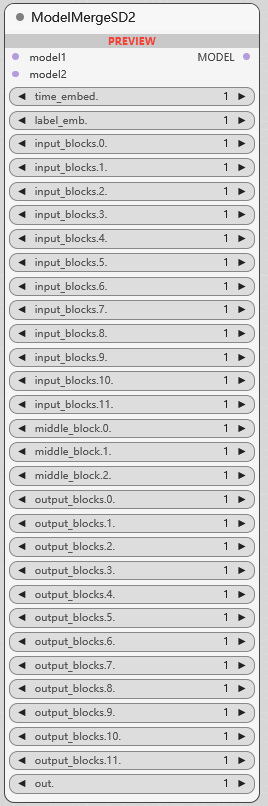 ModelMergeSD2
PREVIEW
model1 MODEL
model2
time_embed. 1
label_emb. 1
input_blocks.0. 1
input_blocks.1. 1
input_blocks.2. 1
input_blocks.3. 1
input_blocks.4. 1
input_blocks.5. 1
input_blocks.6. 1
input_blocks.7. 1
input_blocks.8. 1
input_blocks.9. 1
input_blocks.10. 1
input_blocks.11. 1
middle_block.0. 1
middle_block.1. 1
middle_block.2. 1
output_blocks.0. 1
output_blocks.1. 1
output_blocks.2. 1
output_blocks.3. 1
output_blocks.4. 1
output_blocks.5. 1
output_blocks.6. 1
output_blocks.7. 1
output_blocks.8. 1
output_blocks.9. 1
output_blocks.10. 1
output_blocks.11. 1
out. 1